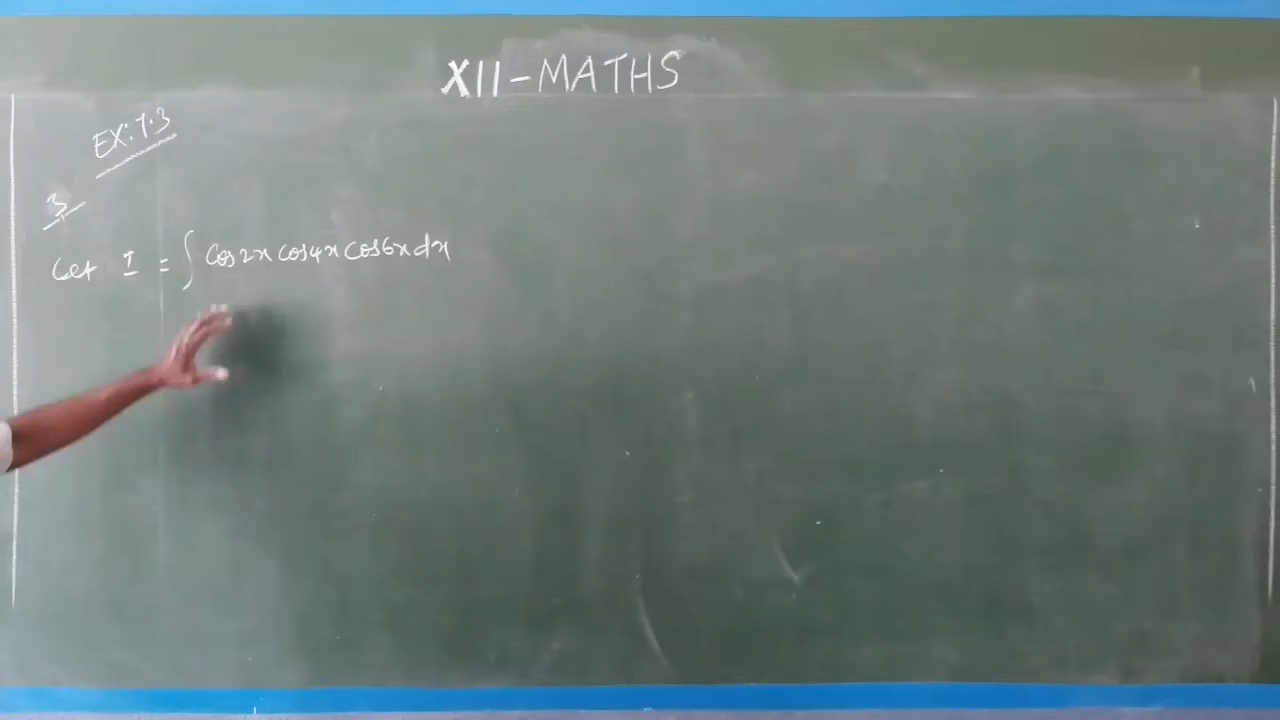 XII-MATHS
EX: 7.3
3
Let I = ∫ cos2x cos4x cos6x dx